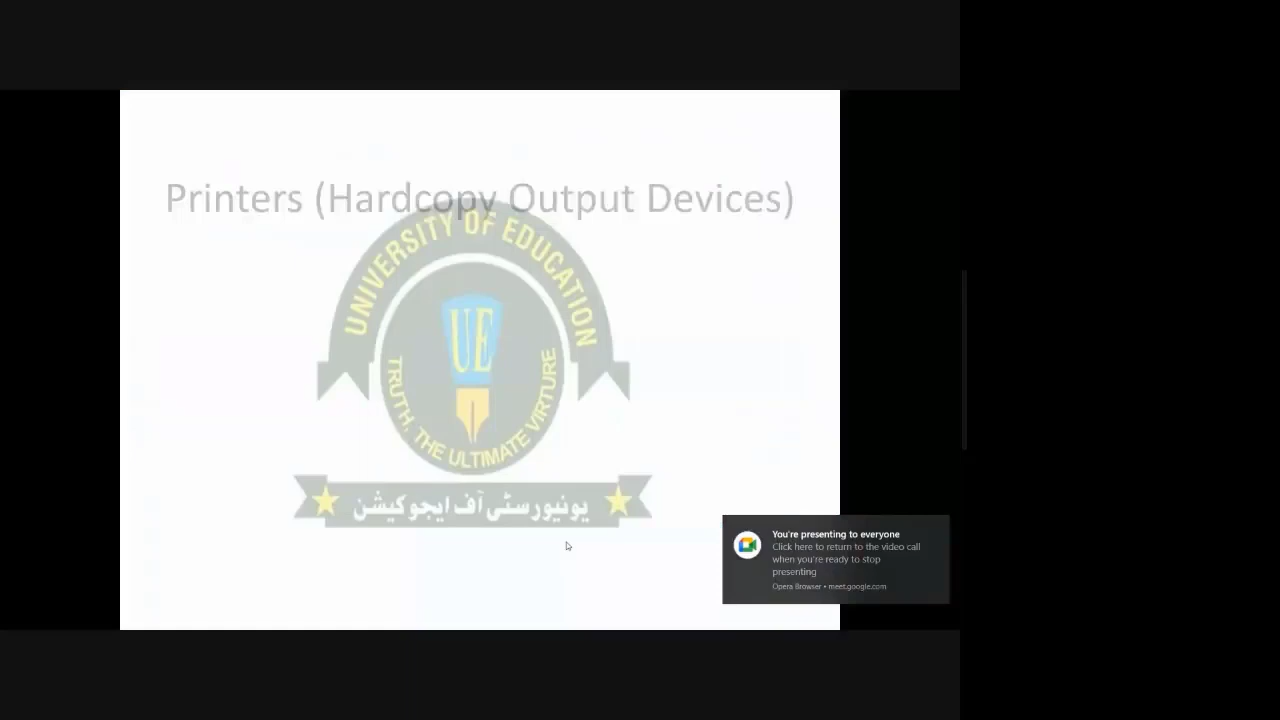 Printers (Hardcopy Output Devices)
UNIVERSITY OF EDUCATION
UE
TRUTH, THE ULTIMATE VIRTURE
یونیورسٹی آف ایجوکیشن
You're presenting to everyone
Click here to return to the video call
when you're ready to stop
presenting
Opera Browser • meet.google.com